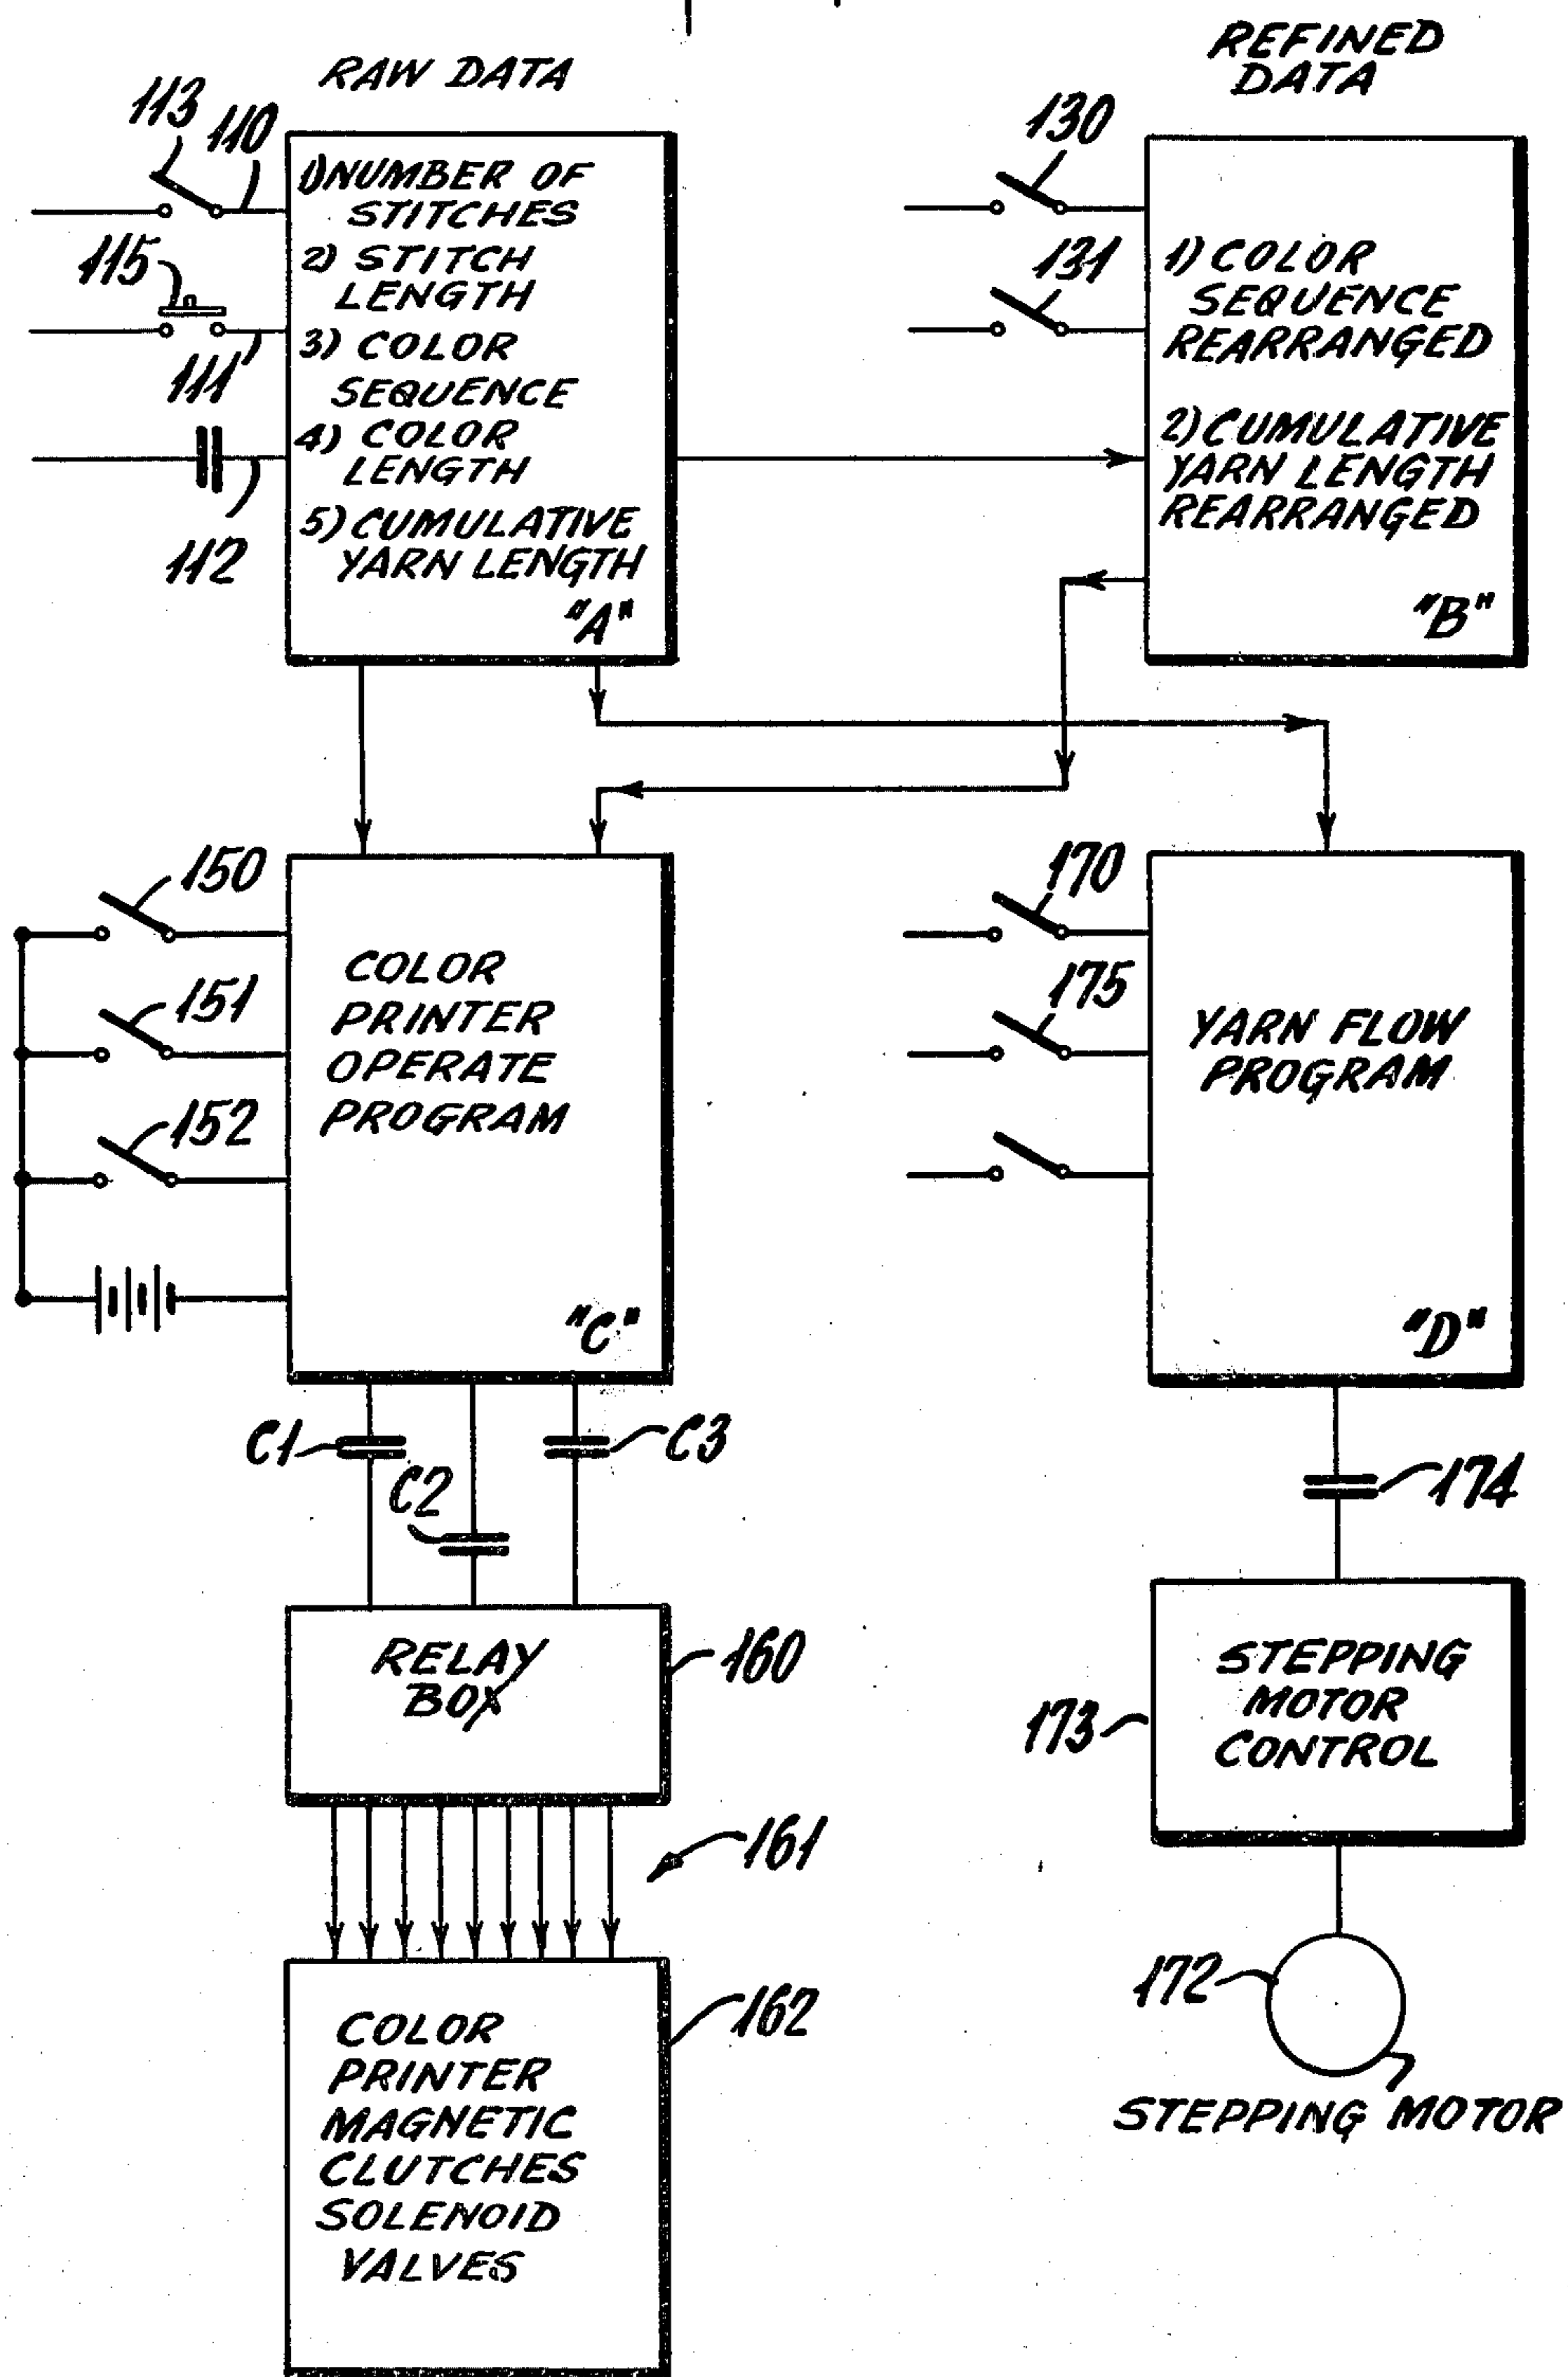 RAW DATA
REFINED
DATA
113
110
115
111
112
1) NUMBER OF
STITCHES
2) STITCH
LENGTH
3) COLOR
SEQUENCE
4) COLOR
LENGTH
5) CUMULATIVE
YARN LENGTH
"A"
130
131
1) COLOR
SEQUENCE
REARRANGED
2) CUMULATIVE
YARN LENGTH
REARRANGED
"B"
150
151
152
COLOR
PRINTER
OPERATE
PROGRAM
"C"
170
175
YARN FLOW
PROGRAM
"D"
C1
C2
C3
174
RELAY
BOX
160
STEPPING
MOTOR
CONTROL
173
161
172
STEPPING MOTOR
COLOR
PRINTER
MAGNETIC
CLUTCHES
SOLENOID
VALVES
162